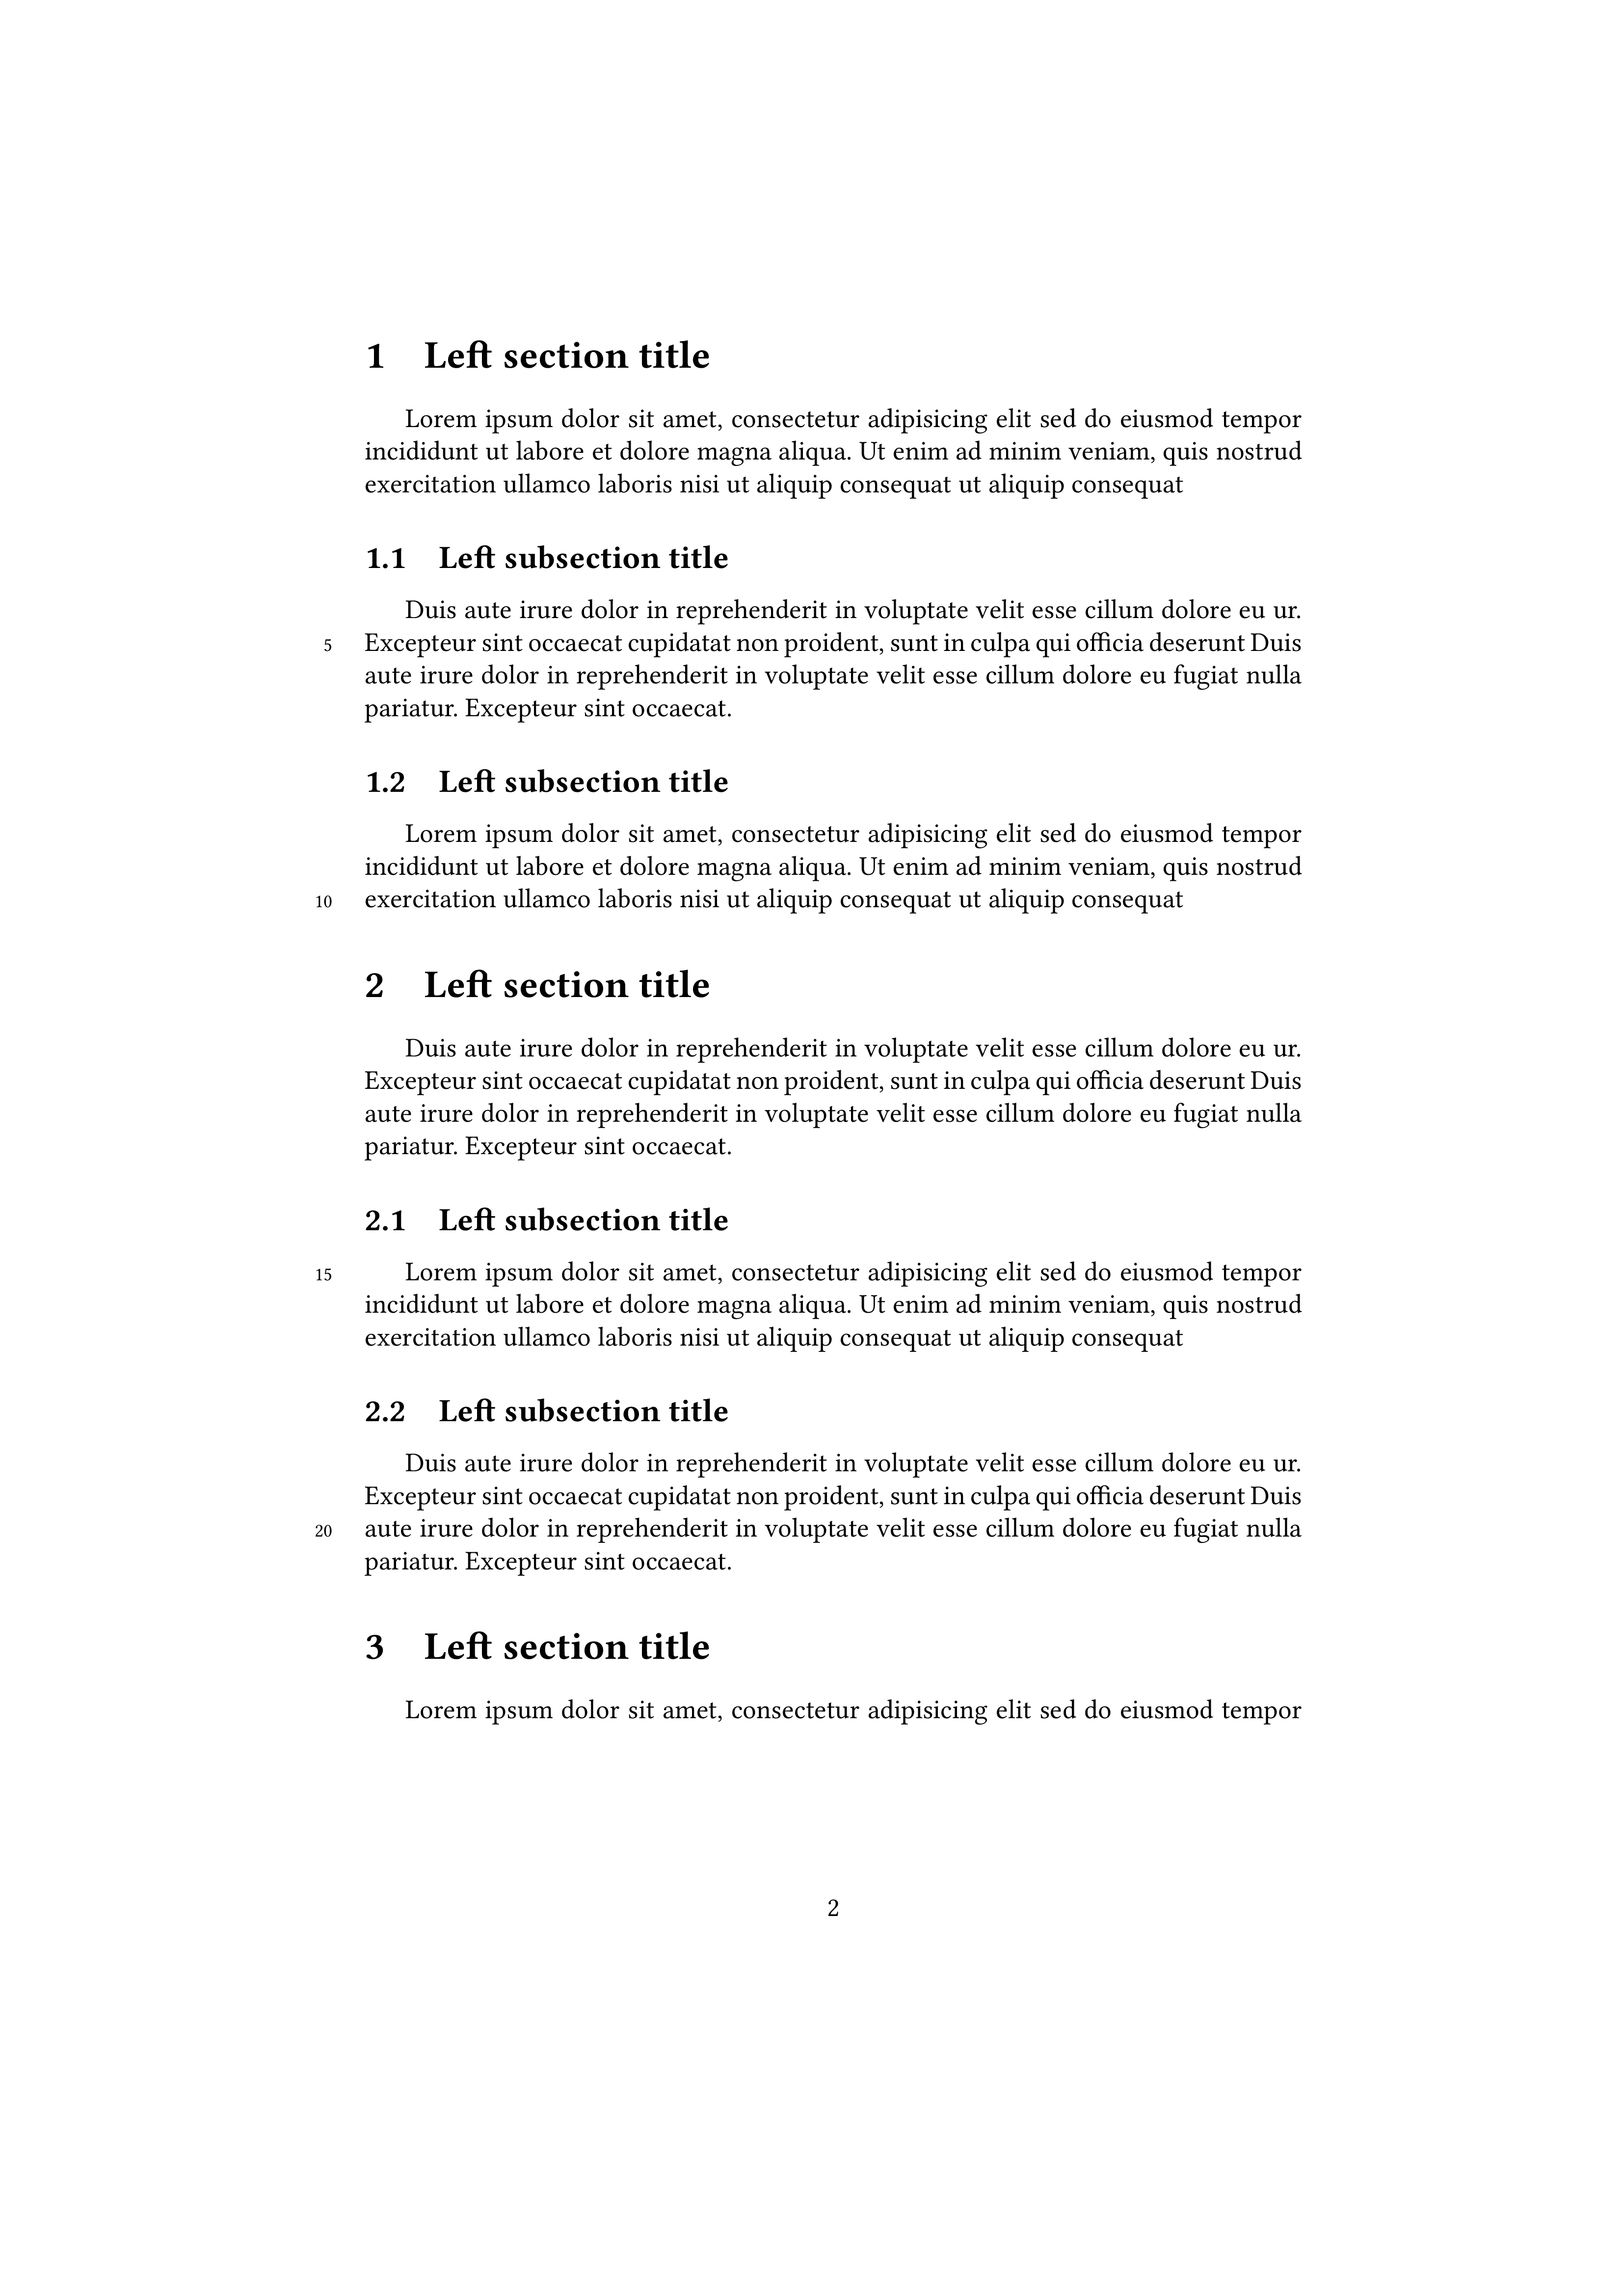 1 Left section title
Lorem ipsum dolor sit amet, consectetur adipisicing elit sed do eiusmod tempor
incididunt ut labore et dolore magna aliqua. Ut enim ad minim veniam, quis nostrud
exercitation ullamco laboris nisi ut aliquip consequat ut aliquip consequat
1.1 Left subsection title
Duis aute irure dolor in reprehenderit in voluptate velit esse cillum dolore eu ur.
5 Excepteur sint occaecat cupidatat non proident, sunt in culpa qui officia deserunt Duis
aute irure dolor in reprehenderit in voluptate velit esse cillum dolore eu fugiat nulla
pariatur. Excepteur sint occaecat.
1.2 Left subsection title
Lorem ipsum dolor sit amet, consectetur adipisicing elit sed do eiusmod tempor
incididunt ut labore et dolore magna aliqua. Ut enim ad minim veniam, quis nostrud
10 exercitation ullamco laboris nisi ut aliquip consequat ut aliquip consequat
2 Left section title
Duis aute irure dolor in reprehenderit in voluptate velit esse cillum dolore eu ur.
Excepteur sint occaecat cupidatat non proident, sunt in culpa qui officia deserunt Duis
aute irure dolor in reprehenderit in voluptate velit esse cillum dolore eu fugiat nulla
pariatur. Excepteur sint occaecat.
2.1 Left subsection title
15 Lorem ipsum dolor sit amet, consectetur adipisicing elit sed do eiusmod tempor
incididunt ut labore et dolore magna aliqua. Ut enim ad minim veniam, quis nostrud
exercitation ullamco laboris nisi ut aliquip consequat ut aliquip consequat
2.2 Left subsection title
Duis aute irure dolor in reprehenderit in voluptate velit esse cillum dolore eu ur.
Excepteur sint occaecat cupidatat non proident, sunt in culpa qui officia deserunt Duis
20 aute irure dolor in reprehenderit in voluptate velit esse cillum dolore eu fugiat nulla
pariatur. Excepteur sint occaecat.
3 Left section title
Lorem ipsum dolor sit amet, consectetur adipisicing elit sed do eiusmod tempor
2